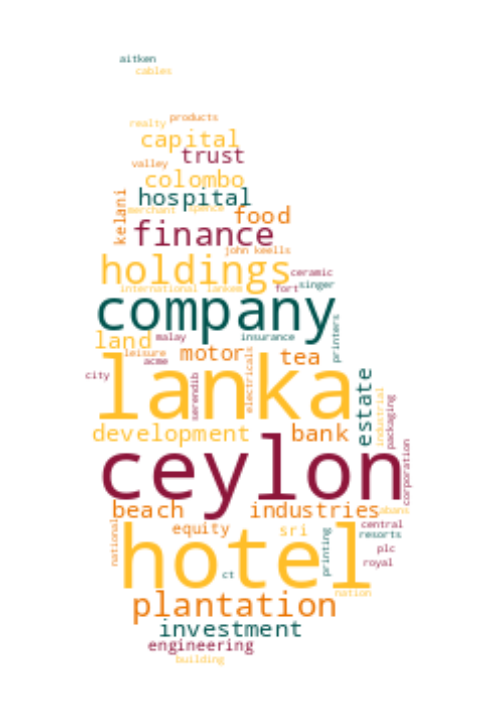 aitken
cables
products
realty
capital
trust
valley
colombo
hospital
kelani
merchant spence
food
finance
john keells
holdings
ceramic
singer
international lankem fort
company
printers
land malay insurance
leisure motor tea
acme
lanka
city
serendib
electricals
estate
industrial
packaging
development bank
ceylon
corporation
beach industries abans
national
equity sri central
resorts
printing
plc
hotel
royal
ct
nation
plantation
investment
engineering
building